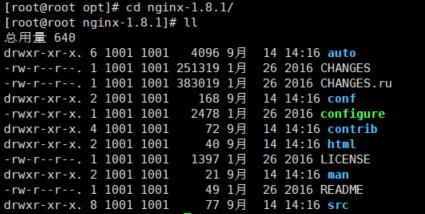 [root@root opt]# cd nginx-1.8.1/
[root@root nginx-1.8.1]# ll
总用量 640
drwxr-xr-x. 6 1001 1001   4096 9月  14 14:16 auto
-rw-r--r--. 1 1001 1001 251319 1月  26 2016 CHANGES
-rw-r--r--. 1 1001 1001 383019 1月  26 2016 CHANGES.ru
drwxr-xr-x. 2 1001 1001    168 9月  14 14:16 conf
-rwxr-xr-x. 1 1001 1001   2478 1月  26 2016 configure
drwxr-xr-x. 4 1001 1001     72 9月  14 14:16 contrib
drwxr-xr-x. 2 1001 1001     40 9月  14 14:16 html
-rw-r--r--. 1 1001 1001   1397 1月  26 2016 LICENSE
drwxr-xr-x. 2 1001 1001     21 9月  14 14:16 man
-rw-r--r--. 1 1001 1001     49 1月  26 2016 README
drwxr-xr-x. 8 1001 1001     77 9月  14 14:16 src